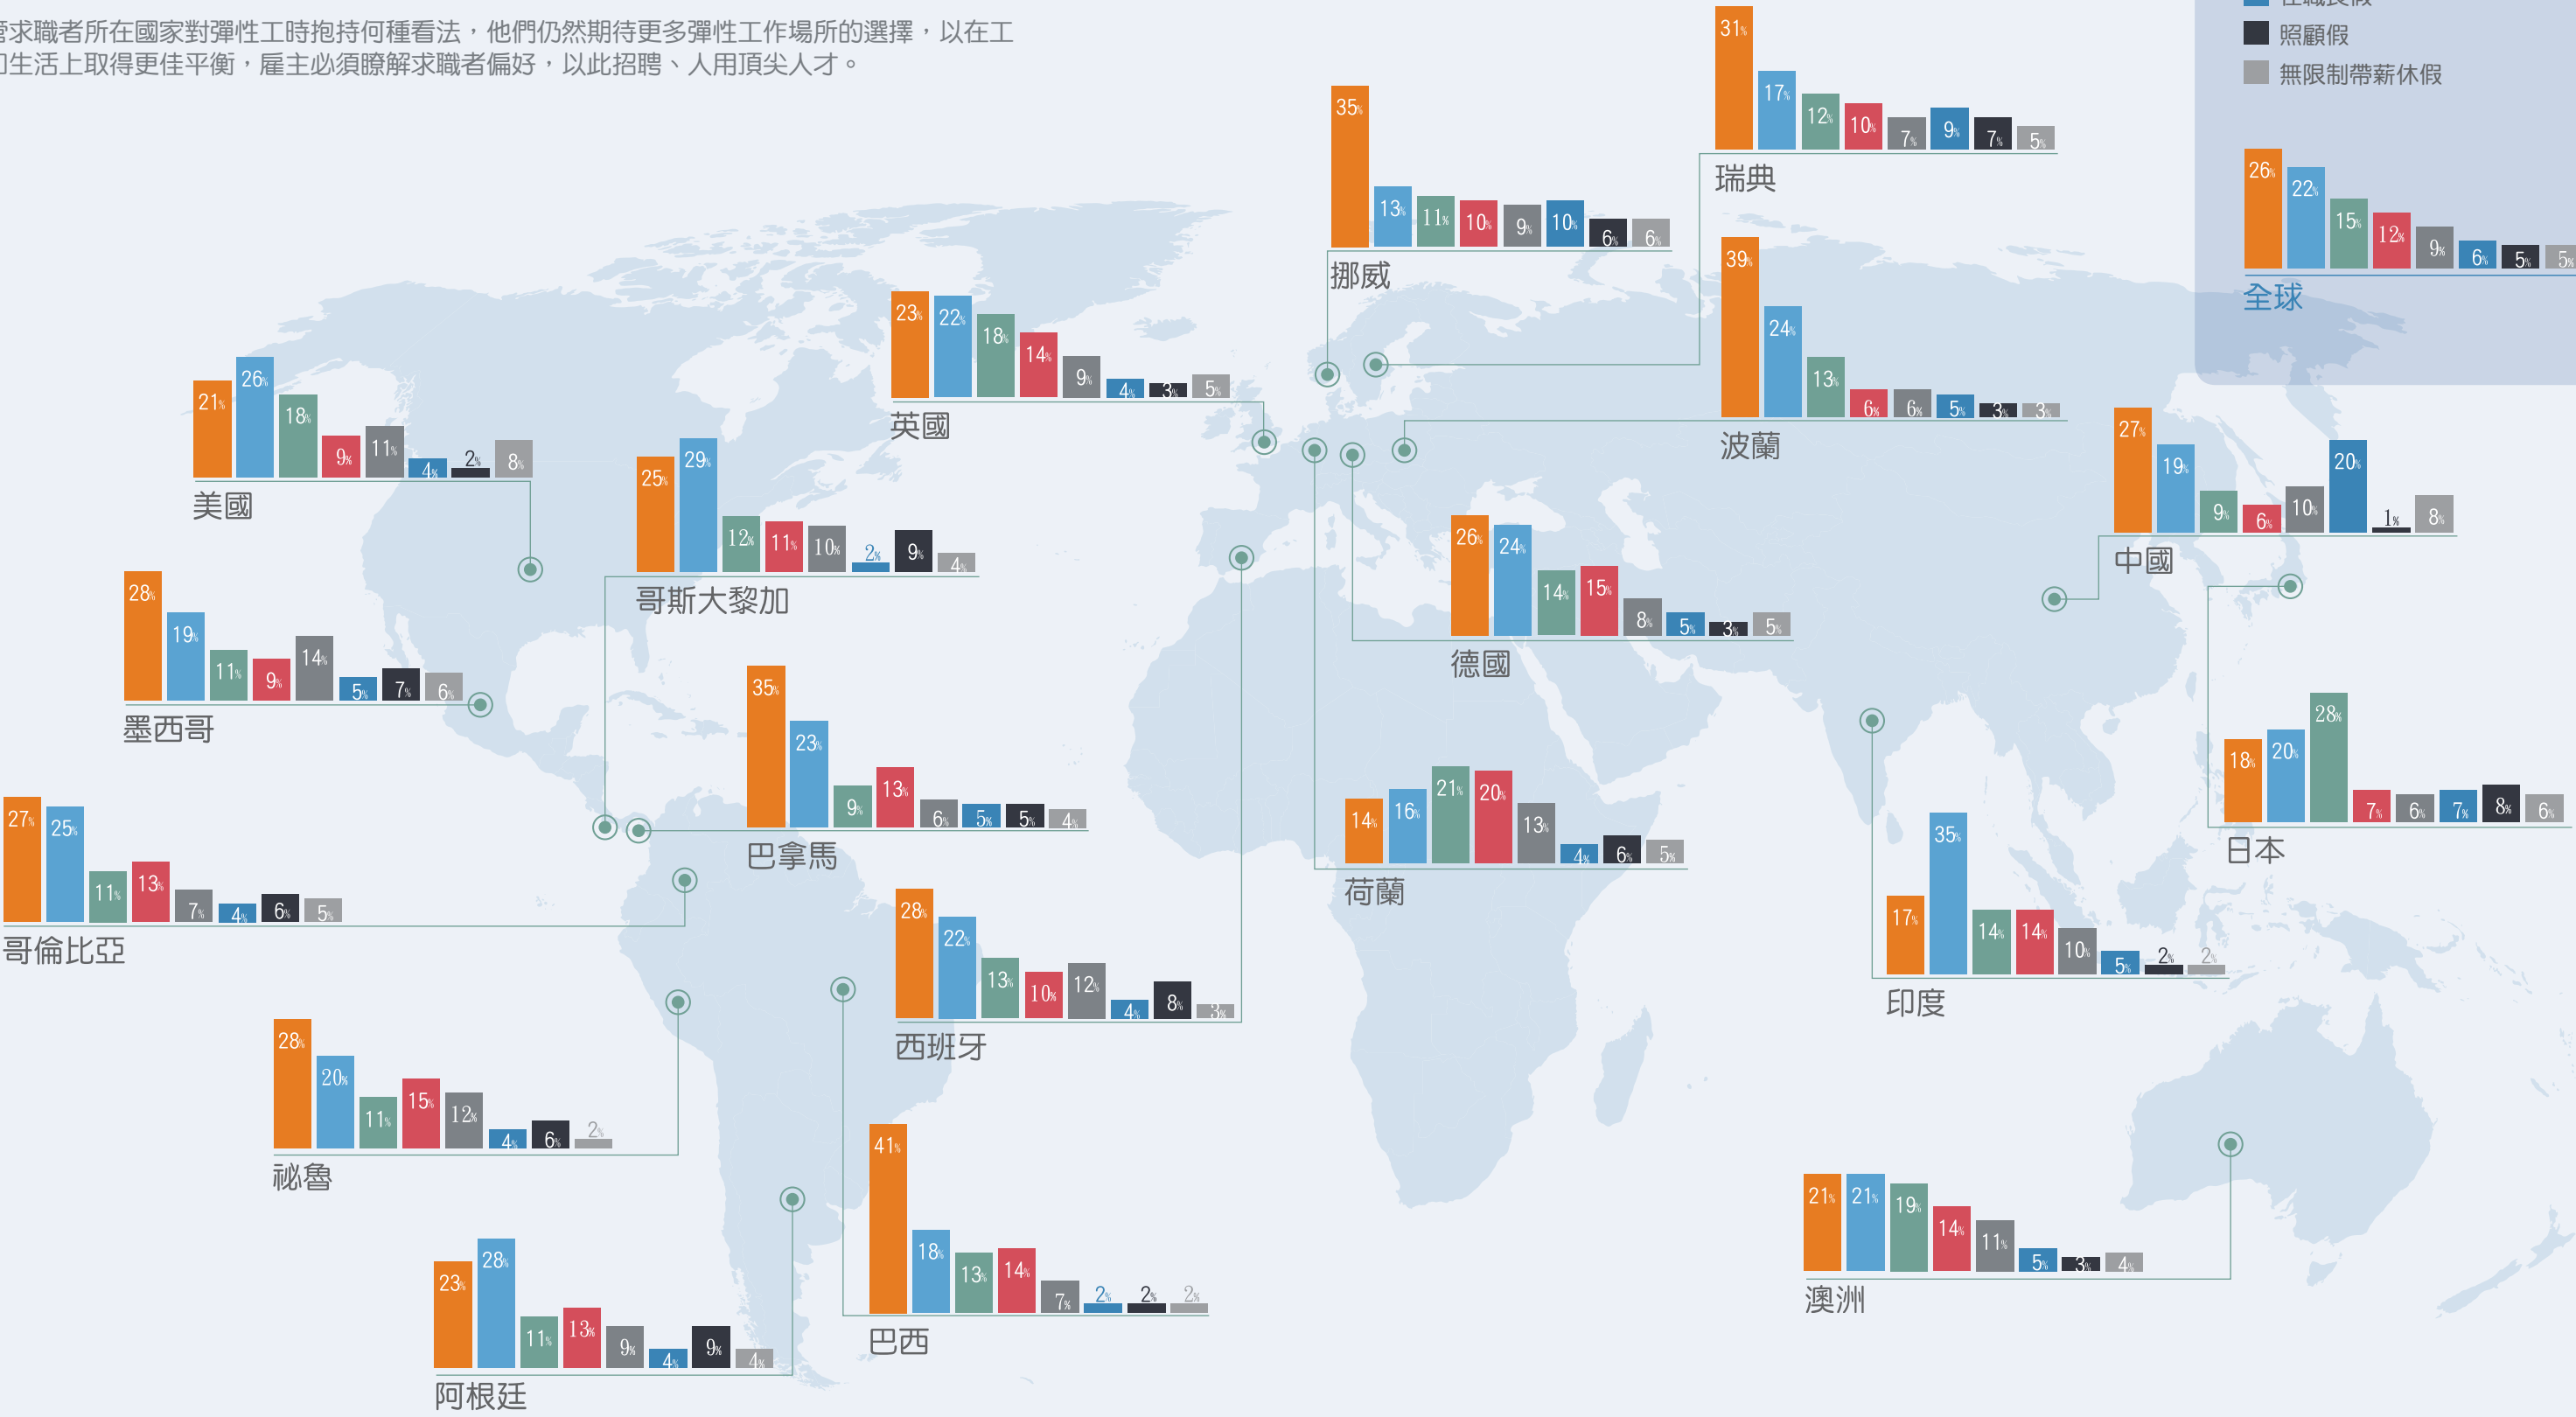 求職者所在國家對彈性工時抱持何種看法，他們仍然期待更多彈性工作場所的選擇，以在工
生活上取得更佳平衡，雇主必須瞭解求職者偏好，以此招聘、人用頂尖人才。
照顧假
無限制帶薪休假
26% 22% 15% 12% 9% 6% 5% 5%
全球
31% 17% 12% 10% 7% 9% 7% 5%
瑞典
35% 13% 11% 10% 9% 10% 6% 6%
挪威
39% 24% 13% 6% 6% 5% 3% 3%
波蘭
23% 22% 18% 14% 9% 4% 3% 5%
英國
21% 26% 18% 9% 11% 4% 2% 8%
美國
25% 29% 12% 11% 10% 2% 9% 4%
哥斯大黎加
27% 19% 9% 6% 10% 20% 1% 8%
中國
26% 24% 14% 15% 8% 5% 3% 5%
德國
28% 19% 11% 9% 14% 5% 7% 6%
墨西哥
35% 23% 9% 13% 6% 5% 5% 4%
巴拿馬
18% 20% 28% 7% 6% 7% 8% 6%
日本
14% 16% 21% 20% 13% 4% 6% 5%
荷蘭
27% 25% 11% 13% 7% 4% 6% 5%
哥倫比亞
17% 35% 14% 14% 10% 5% 2% 2%
印度
28% 22% 13% 10% 12% 4% 8% 3%
西班牙
28% 20% 11% 15% 12% 4% 6% 2%
祕魯
21% 21% 19% 14% 11% 5% 3% 4%
澳洲
41% 18% 13% 14% 7% 2% 2% 2%
巴西
23% 28% 11% 13% 9% 4% 9% 4%
阿根廷